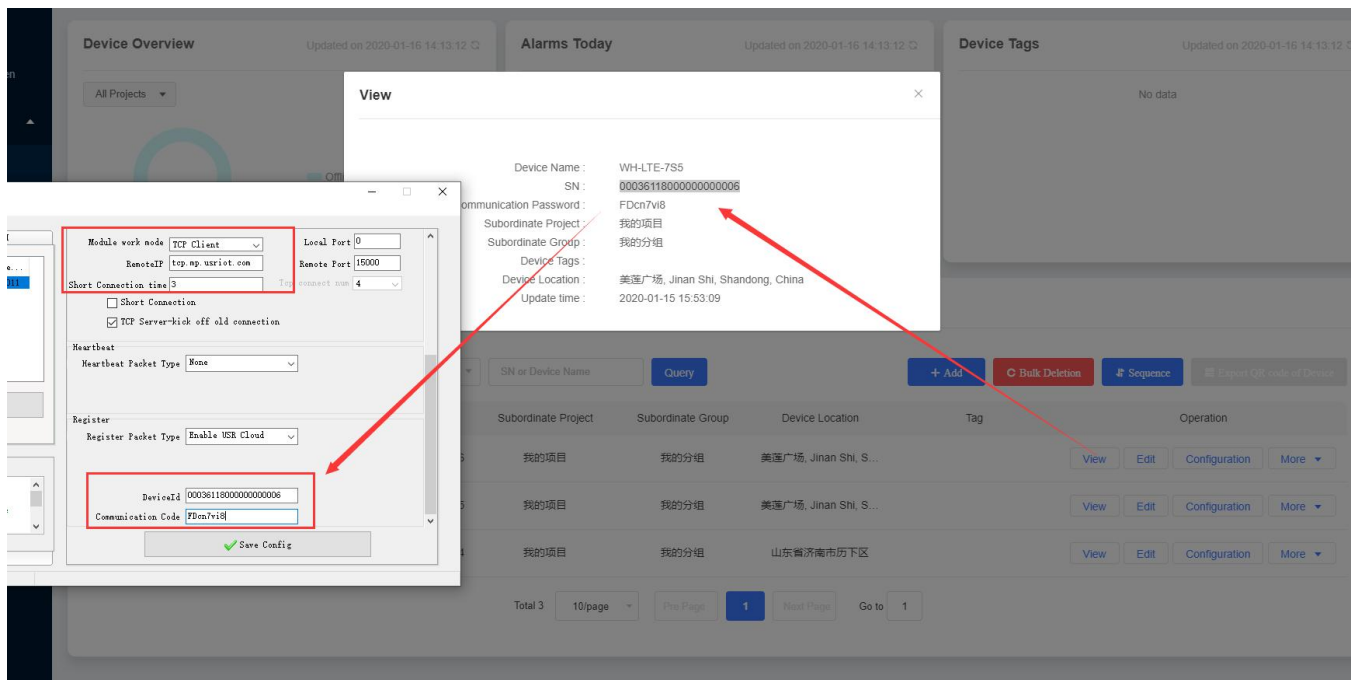 Device Overview
Updated on 2020-01-16 14:13:12
Alarms Today
Updated on 2020-01-16 14:13:12
Device Tags
Updated on 2020-01-16 14:13:12
en
All Projects
No data
View
Device Name : WH-LTE-7S5
SN : 00036118000000000006
ommunication Password : FDcn7vi8
Subordinate Project : 我的项目
Subordinate Group : 我的分组
Device Tags :
Device Location : 美莲广场, Jinan Shi, Shandong, China
Update time : 2020-01-15 15:53:09
Module work mode TCP Client
Local Port 0
RemoteIP tcp.mp.usriot.com
Remote Port 15000
Short Connection time 3
Tcp connect num 4
Short Connection
TCP Server-kick off old connection
Heartbeat
Heartbeat Packet Type None
Register
Register Packet Type Enable USR Cloud
DeviceId 00036118000000000006
Communication Code FDcn7vi8
Save Config
SN or Device Name
Query
+ Add
Bulk Deletion
Sequence
Export QR code of Device
Subordinate Project Subordinate Group Device Location Tag Operation
我的项目 我的分组 美莲广场, Jinan Shi, S... View Edit Configuration More
我的项目 我的分组 美莲广场, Jinan Shi, S... View Edit Configuration More
我的项目 我的分组 山东省济南市历下区 View Edit Configuration More
Total 3 10/page Pre Page 1 Next Page Go to 1